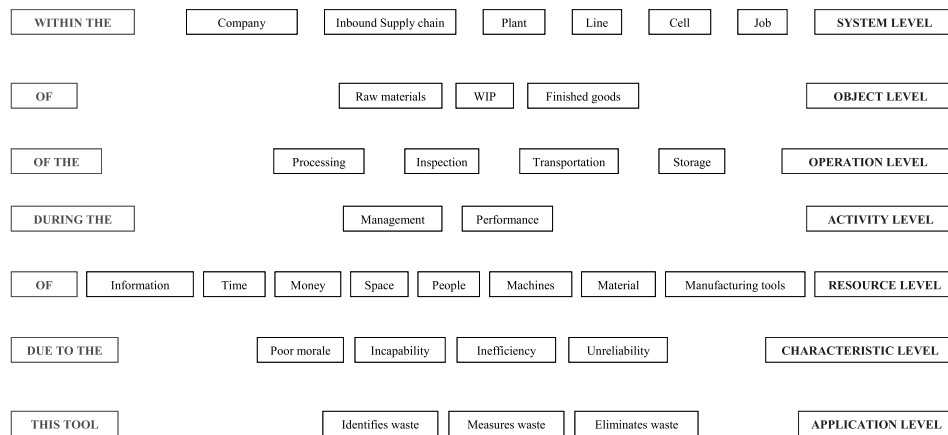 WITHIN THE Company Inbound Supply chain Plant Line Cell Job SYSTEM LEVEL
OF Raw materials WIP Finished goods OBJECT LEVEL
OF THE Processing Inspection Transportation Storage OPERATION LEVEL
DURING THE Management Performance ACTIVITY LEVEL
OF Information Time Money Space People Machines Material Manufacturing tools RESOURCE LEVEL
DUE TO THE Poor morale Incapability Inefficiency Unreliability CHARACTERISTIC LEVEL
THIS TOOL Identifies waste Measures waste Eliminates waste APPLICATION LEVEL